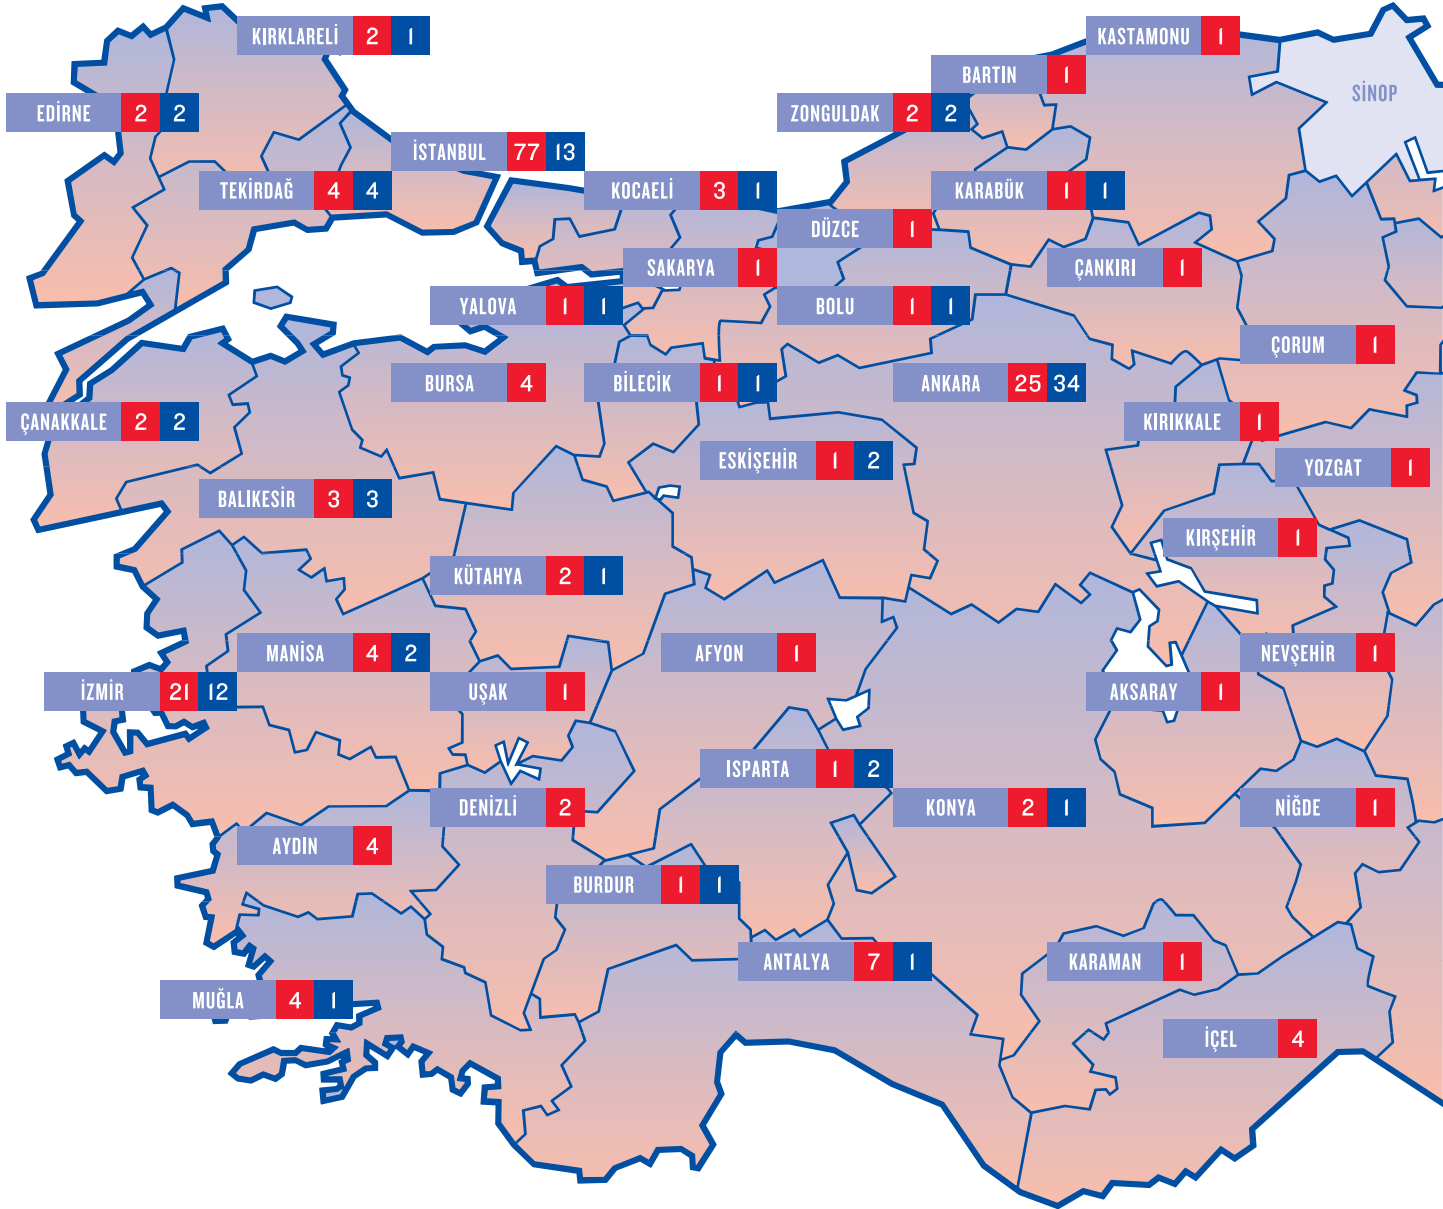 KIRKLARELİ 2 1
KASTAMONU 1
BARTIN 1
SİNOP
EDİRNE 2 2
ZONGULDAK 2 2
İSTANBUL 77 13
TEKİRDAĞ 4 4
KOCAELİ 3 1
KARABÜK 1 1
DÜZCE 1
SAKARYA 1
ÇANKIRI 1
YALOVA 1 1
BOLU 1 1
ÇORUM 1
BURSA 4
BİLECİK 1 1
ANKARA 25 34
ÇANAKKALE 2 2
KIRIKKALE 1
ESKİŞEHİR 1 2
YOZGAT 1
BALIKESİR 3 3
KIRŞEHİR 1
KÜTAHYA 2 1
MANİSA 4 2
AFYON 1
NEVŞEHİR 1
İZMİR 21 12
UŞAK 1
AKSARAY 1
ISPARTA 1 2
DENİZLİ 2
KONYA 2 1
NİĞDE 1
AYDIN 4
BURDUR 1 1
ANTALYA 7 1
KARAMAN 1
MUĞLA 4 1
İÇEL 4